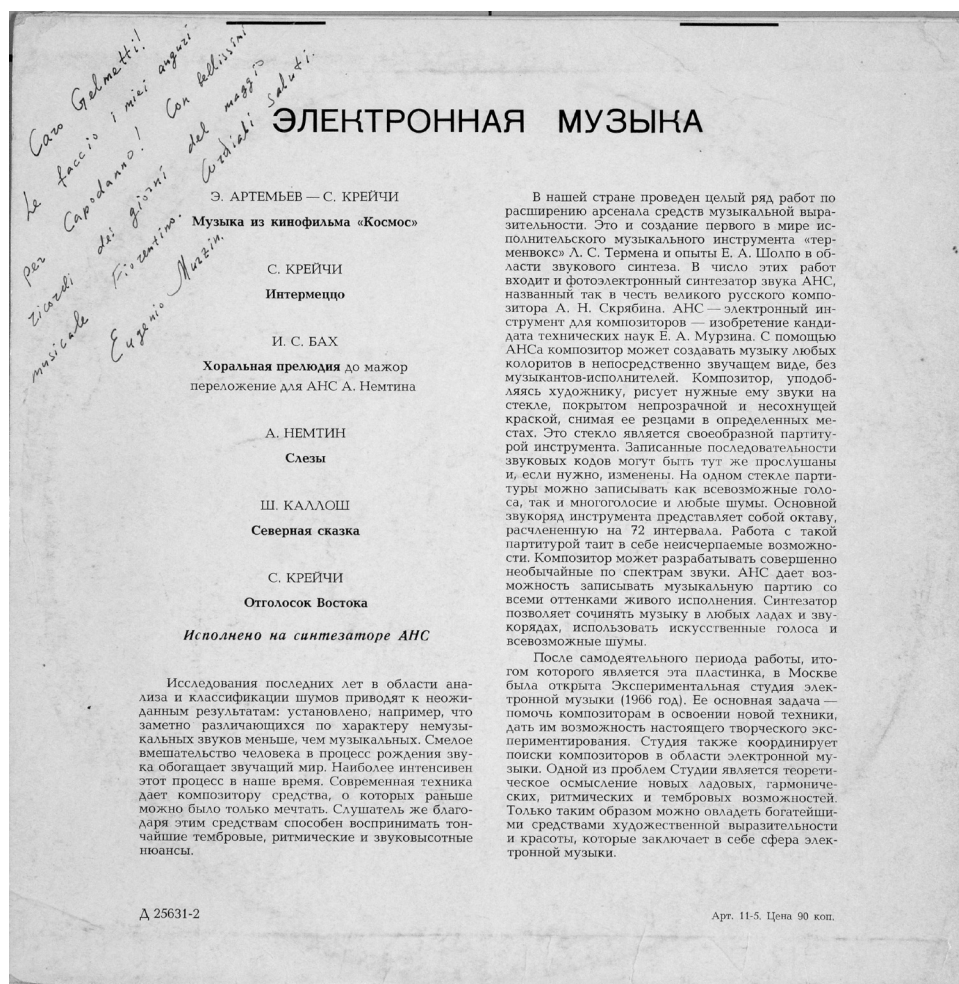 Caro Gelmetti!
Le faccio i miei auguri
per Capodanno! Con bellissimi
ricordi dei giorni del maggio
musicale Fiorentino. Cordiali saluti.
Eugenio Murzin.
ЭЛЕКТРОННАЯ МУЗЫКА
Э. АРТЕМЬЕВ — С. КРЕЙЧИ
Музыка из кинофильма «Космос»
С. КРЕЙЧИ
Интермеццо
И. С. БАХ
Хоральная прелюдия до мажор
переложение для АНС А. Немтина
А. НЕМТИН
Слезы
Ш. КАЛЛОШ
Северная сказка
С. КРЕЙЧИ
Отголосок Востока
Исполнено на синтезаторе АНС
Исследования последних лет в области ана-
лиза и классификации шумов приводят к неожи-
данным результатам: установлено, например, что
заметно различающихся по характеру немузы-
кальных звуков меньше, чем музыкальных. Смелое
вмешательство человека в процесс рождения зву-
ка обогащает звучащий мир. Наиболее интенсивен
этот процесс в наше время. Современная техника
дает композитору средства, о которых раньше
можно было только мечтать. Слушатель же благо-
даря этим средствам способен воспринимать тон-
чайшие тембровые, ритмические и звуковысотные
нюансы.
В нашей стране проведен целый ряд работ по
расширению арсенала средств музыкальной выра-
зительности. Это и создание первого в мире ис-
полнительского музыкального инструмента «тер-
менвокс» Л. С. Термена и опыты Е. А. Шолпо в об-
ласти звукового синтеза. В число этих работ
входит и фотоэлектронный синтезатор звука АНС,
названный так в честь великого русского компо-
зитора А. Н. Скрябина. АНС — электронный ин-
струмент для композиторов — изобретение канди-
дата технических наук Е. А. Мурзина. С помощью
АНСа композитор может создавать музыку любых
колоритов в непосредственно звучащем виде, без
музыкантов-исполнителей. Композитор, уподоб-
ляясь художнику, рисует нужные ему звуки на
стекле, покрытом непрозрачной и несохнущей
краской, снимая ее резцами в определенных ме-
стах. Это стекло является своеобразной партиту-
рой инструмента. Записанные последовательности
звуковых кодов могут быть тут же прослушаны
и, если нужно, изменены. На одном стекле парти-
туры можно записывать как всевозможные голо-
са, так и многоголосие и любые шумы. Основной
звукоряд инструмента представляет собой октаву,
расчлененную на 72 интервала. Работа с такой
партитурой таит в себе неисчерпаемые возможно-
сти. Композитор может разрабатывать совершенно
необычайные по спектрам звуки. АНС дает воз-
можность записывать музыкальную партию со
всеми оттенками живого исполнения. Синтезатор
позволяет сочинять музыку в любых ладах и зву-
корядах, использовать искусственные голоса и
всевозможные шумы.
После самодеятельного периода работы, ито-
гом которого является эта пластинка, в Москве
была открыта Экспериментальная студия элек-
тронной музыки (1966 год). Ее основная задача —
помочь композиторам в освоении новой техники,
дать им возможность настоящего творческого экс-
периментирования. Студия также координирует
поиски композиторов в области электронной му-
зыки. Одной из проблем Студии является теорети-
ческое осмысление новых ладовых, гармониче-
ских, ритмических и тембровых возможностей.
Только таким образом можно овладеть богатейши-
ми средствами художественной выразительности
и красоты, которые заключает в себе сфера элек-
тронной музыки.
Д 25631-2
Арт. 11-5. Цена 90 коп.